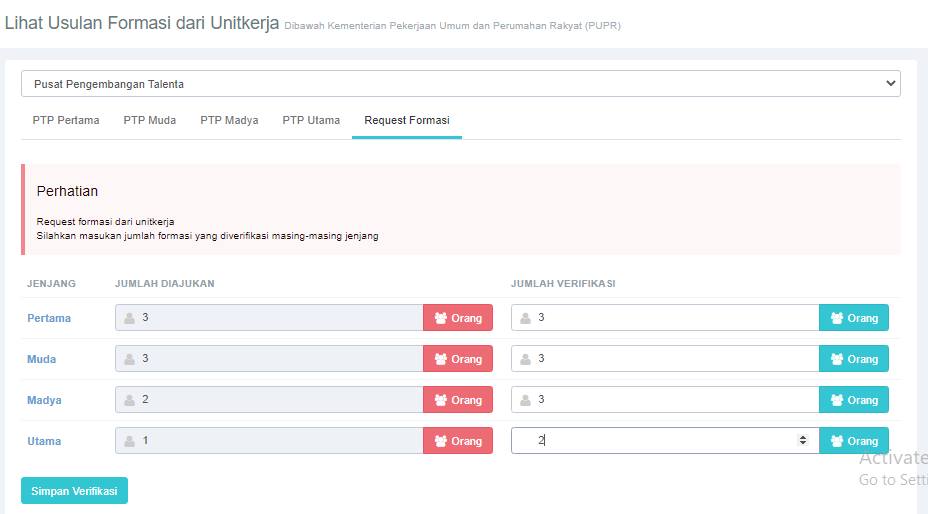 Lihat Usulan Formasi dari Unitkerja Dibawah Kementerian Pekerjaan Umum dan Perumahan Rakyat (PUPR)
Pusat Pengembangan Talenta
PTP Pertama PTP Muda PTP Madya PTP Utama Request Formasi
Perhatian
Request formasi dari unitkerja
Silahkan masukan jumlah formasi yang diverifikasi masing-masing jenjang
JENJANG JUMLAH DIAJUKAN JUMLAH VERIFIKASI
Pertama 3 Orang 3 Orang
Muda 3 Orang 3 Orang
Madya 2 Orang 3 Orang
Utama 1 Orang 2 Orang
Activate
Go to Setti
Simpan Verifikasi